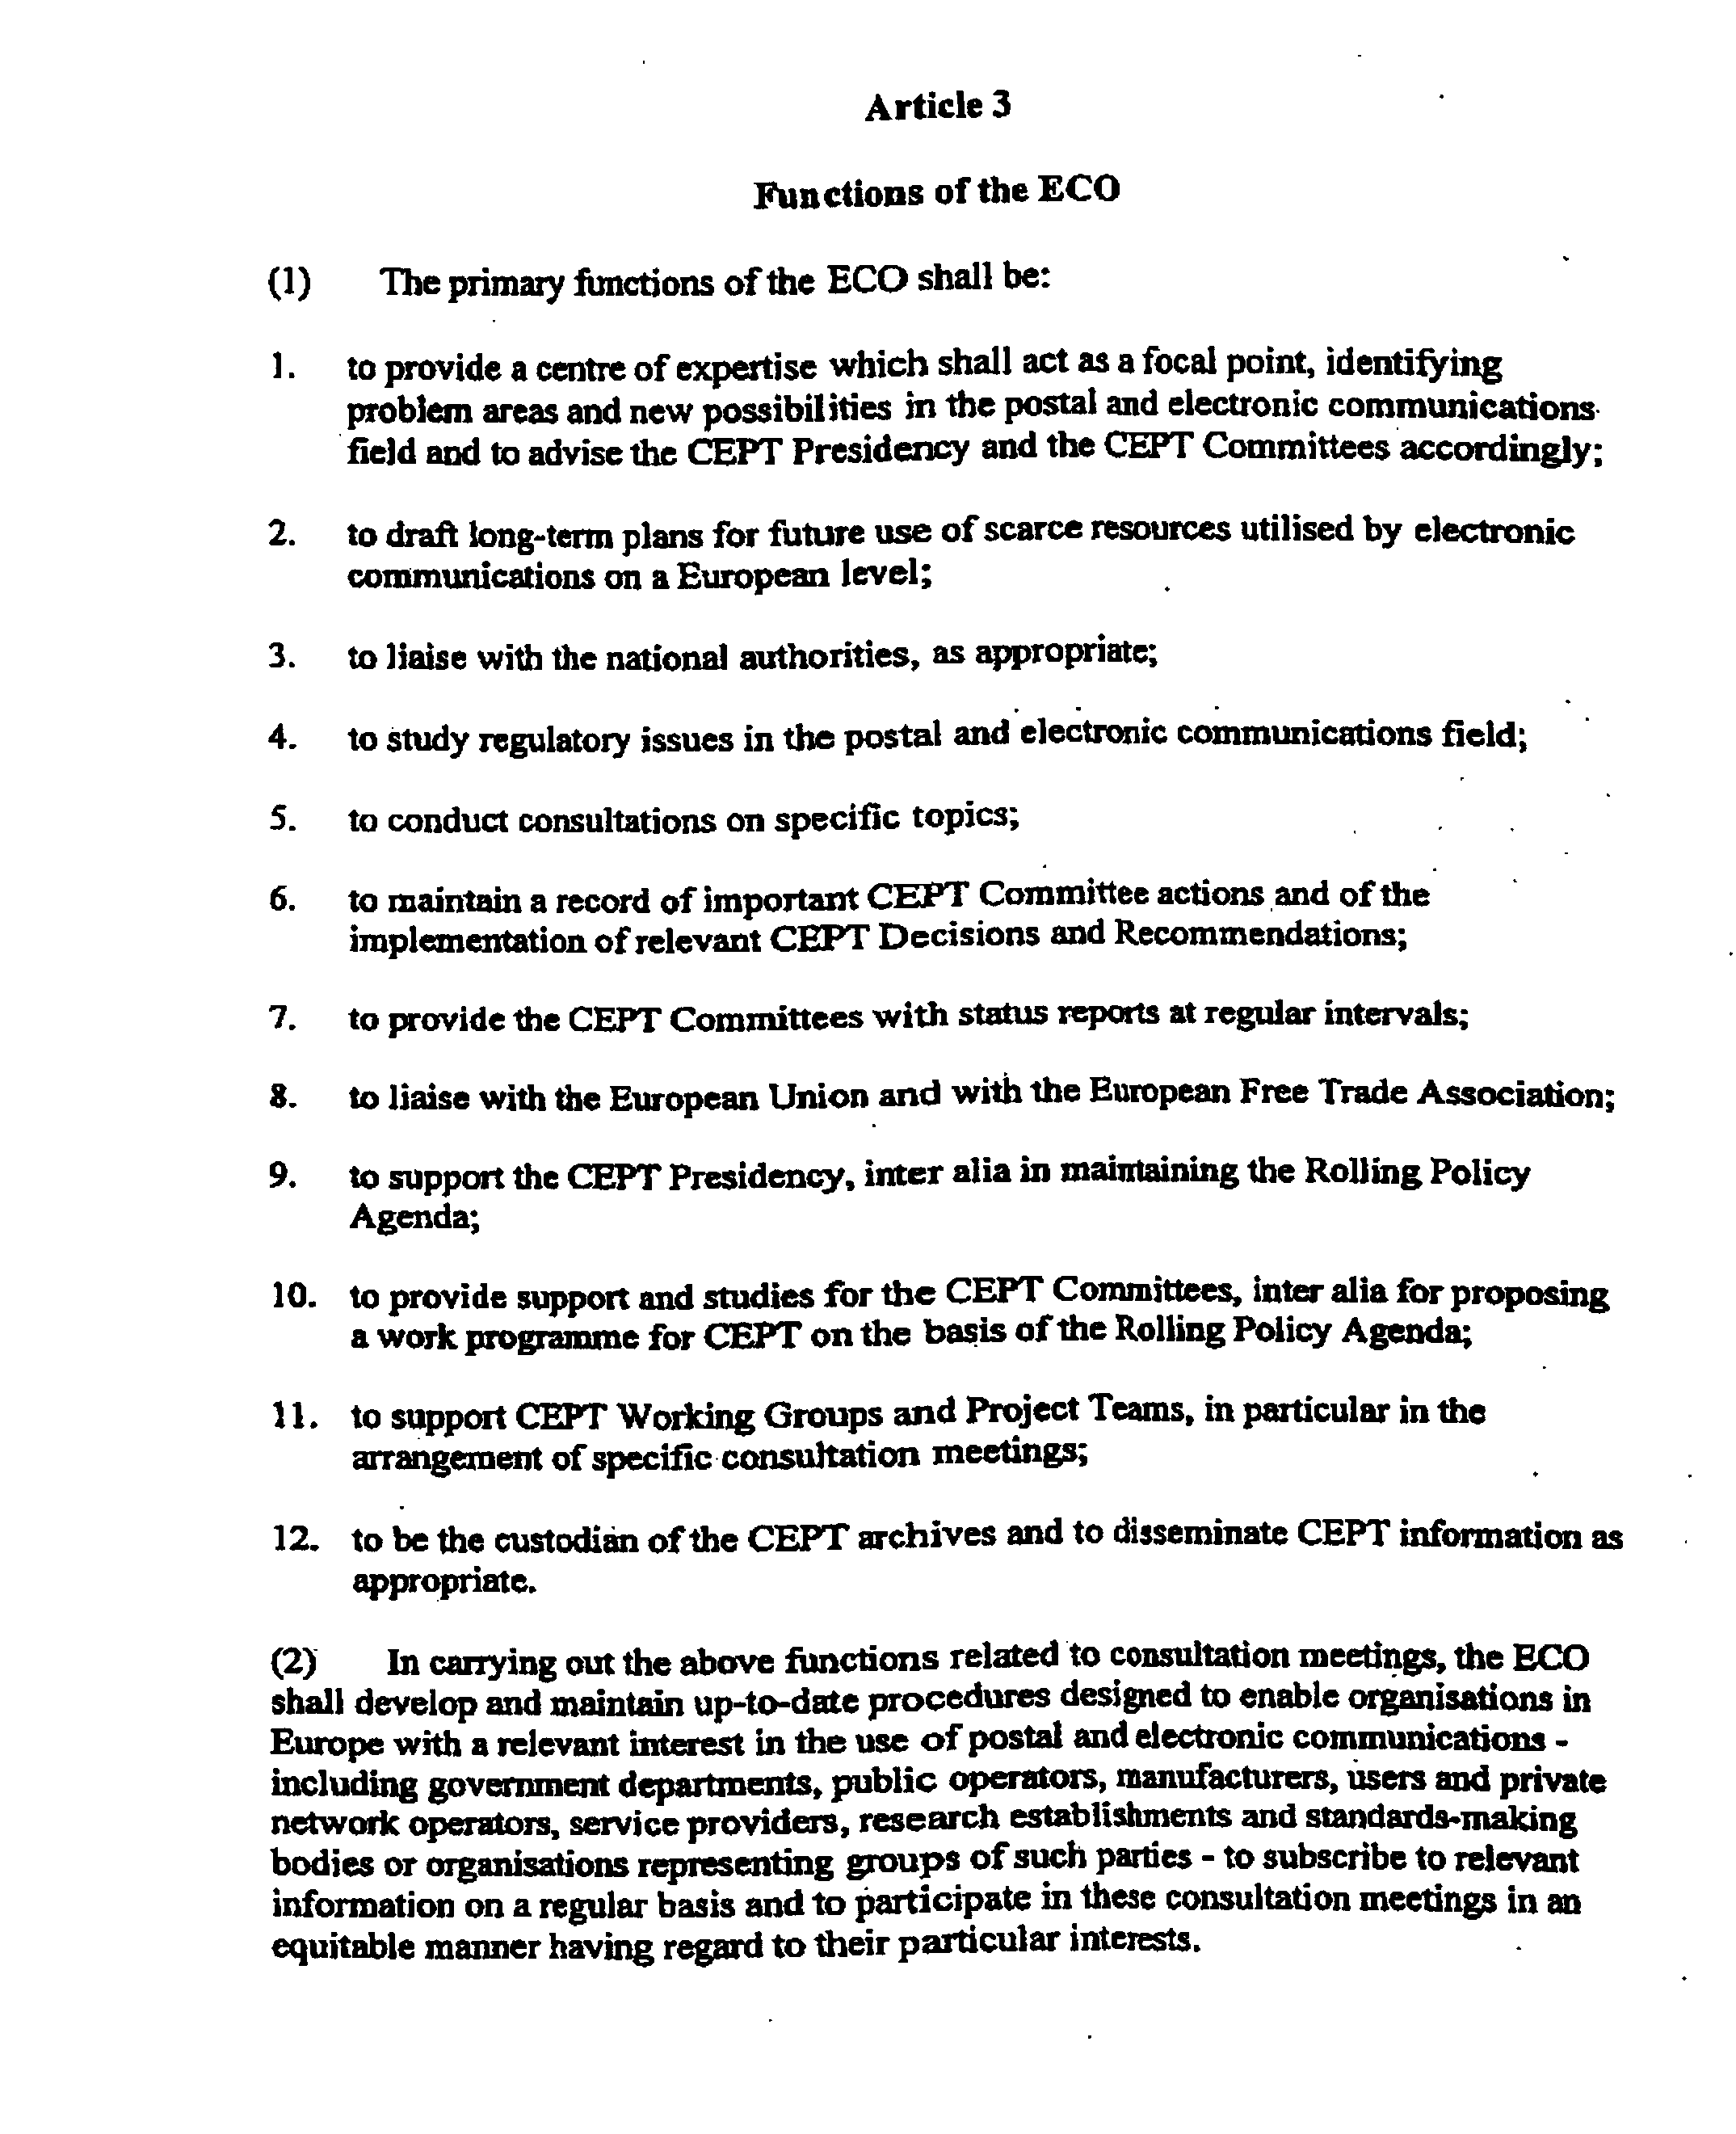 Article 3
Functions of the ECO
(1) The primary functions of the ECO shall be:
1. to provide a centre of expertise which shall act as a focal point, identifying
problem areas and new possibilities in the postal and electronic communications
field and to advise the CEPT Presidency and the CEPT Committees accordingly;
2. to draft long-term plans for future use of scarce resources utilised by electronic
communications on a European level;
3. to liaise with the national authorities, as appropriate;
4. to study regulatory issues in the postal and electronic communications field;
5. to conduct consultations on specific topics;
6. to maintain a record of important CEPT Committee actions and of the
implementation of relevant CEPT Decisions and Recommendations;
7. to provide the CEPT Committees with status reports at regular intervals;
8. to liaise with the European Union and with the European Free Trade Association;
9. to support the CEPT Presidency, inter alia in maintaining the Rolling Policy
Agenda;
10. to provide support and studies for the CEPT Committees, inter alia for proposing
a work programme for CEPT on the basis of the Rolling Policy Agenda;
11. to support CEPT Working Groups and Project Teams, in particular in the
arrangement of specific consultation meetings;
12. to be the custodian of the CEPT archives and to disseminate CEPT information as
appropriate.
(2) In carrying out the above functions related to consultation meetings, the ECO
shall develop and maintain up-to-date procedures designed to enable organisations in
Europe with a relevant interest in the use of postal and electronic communications -
including government departments, public operators, manufacturers, users and private
network operators, service providers, research establishments and standards-making
bodies or organisations representing groups of such parties - to subscribe to relevant
information on a regular basis and to participate in these consultation meetings in an
equitable manner having regard to their particular interests.